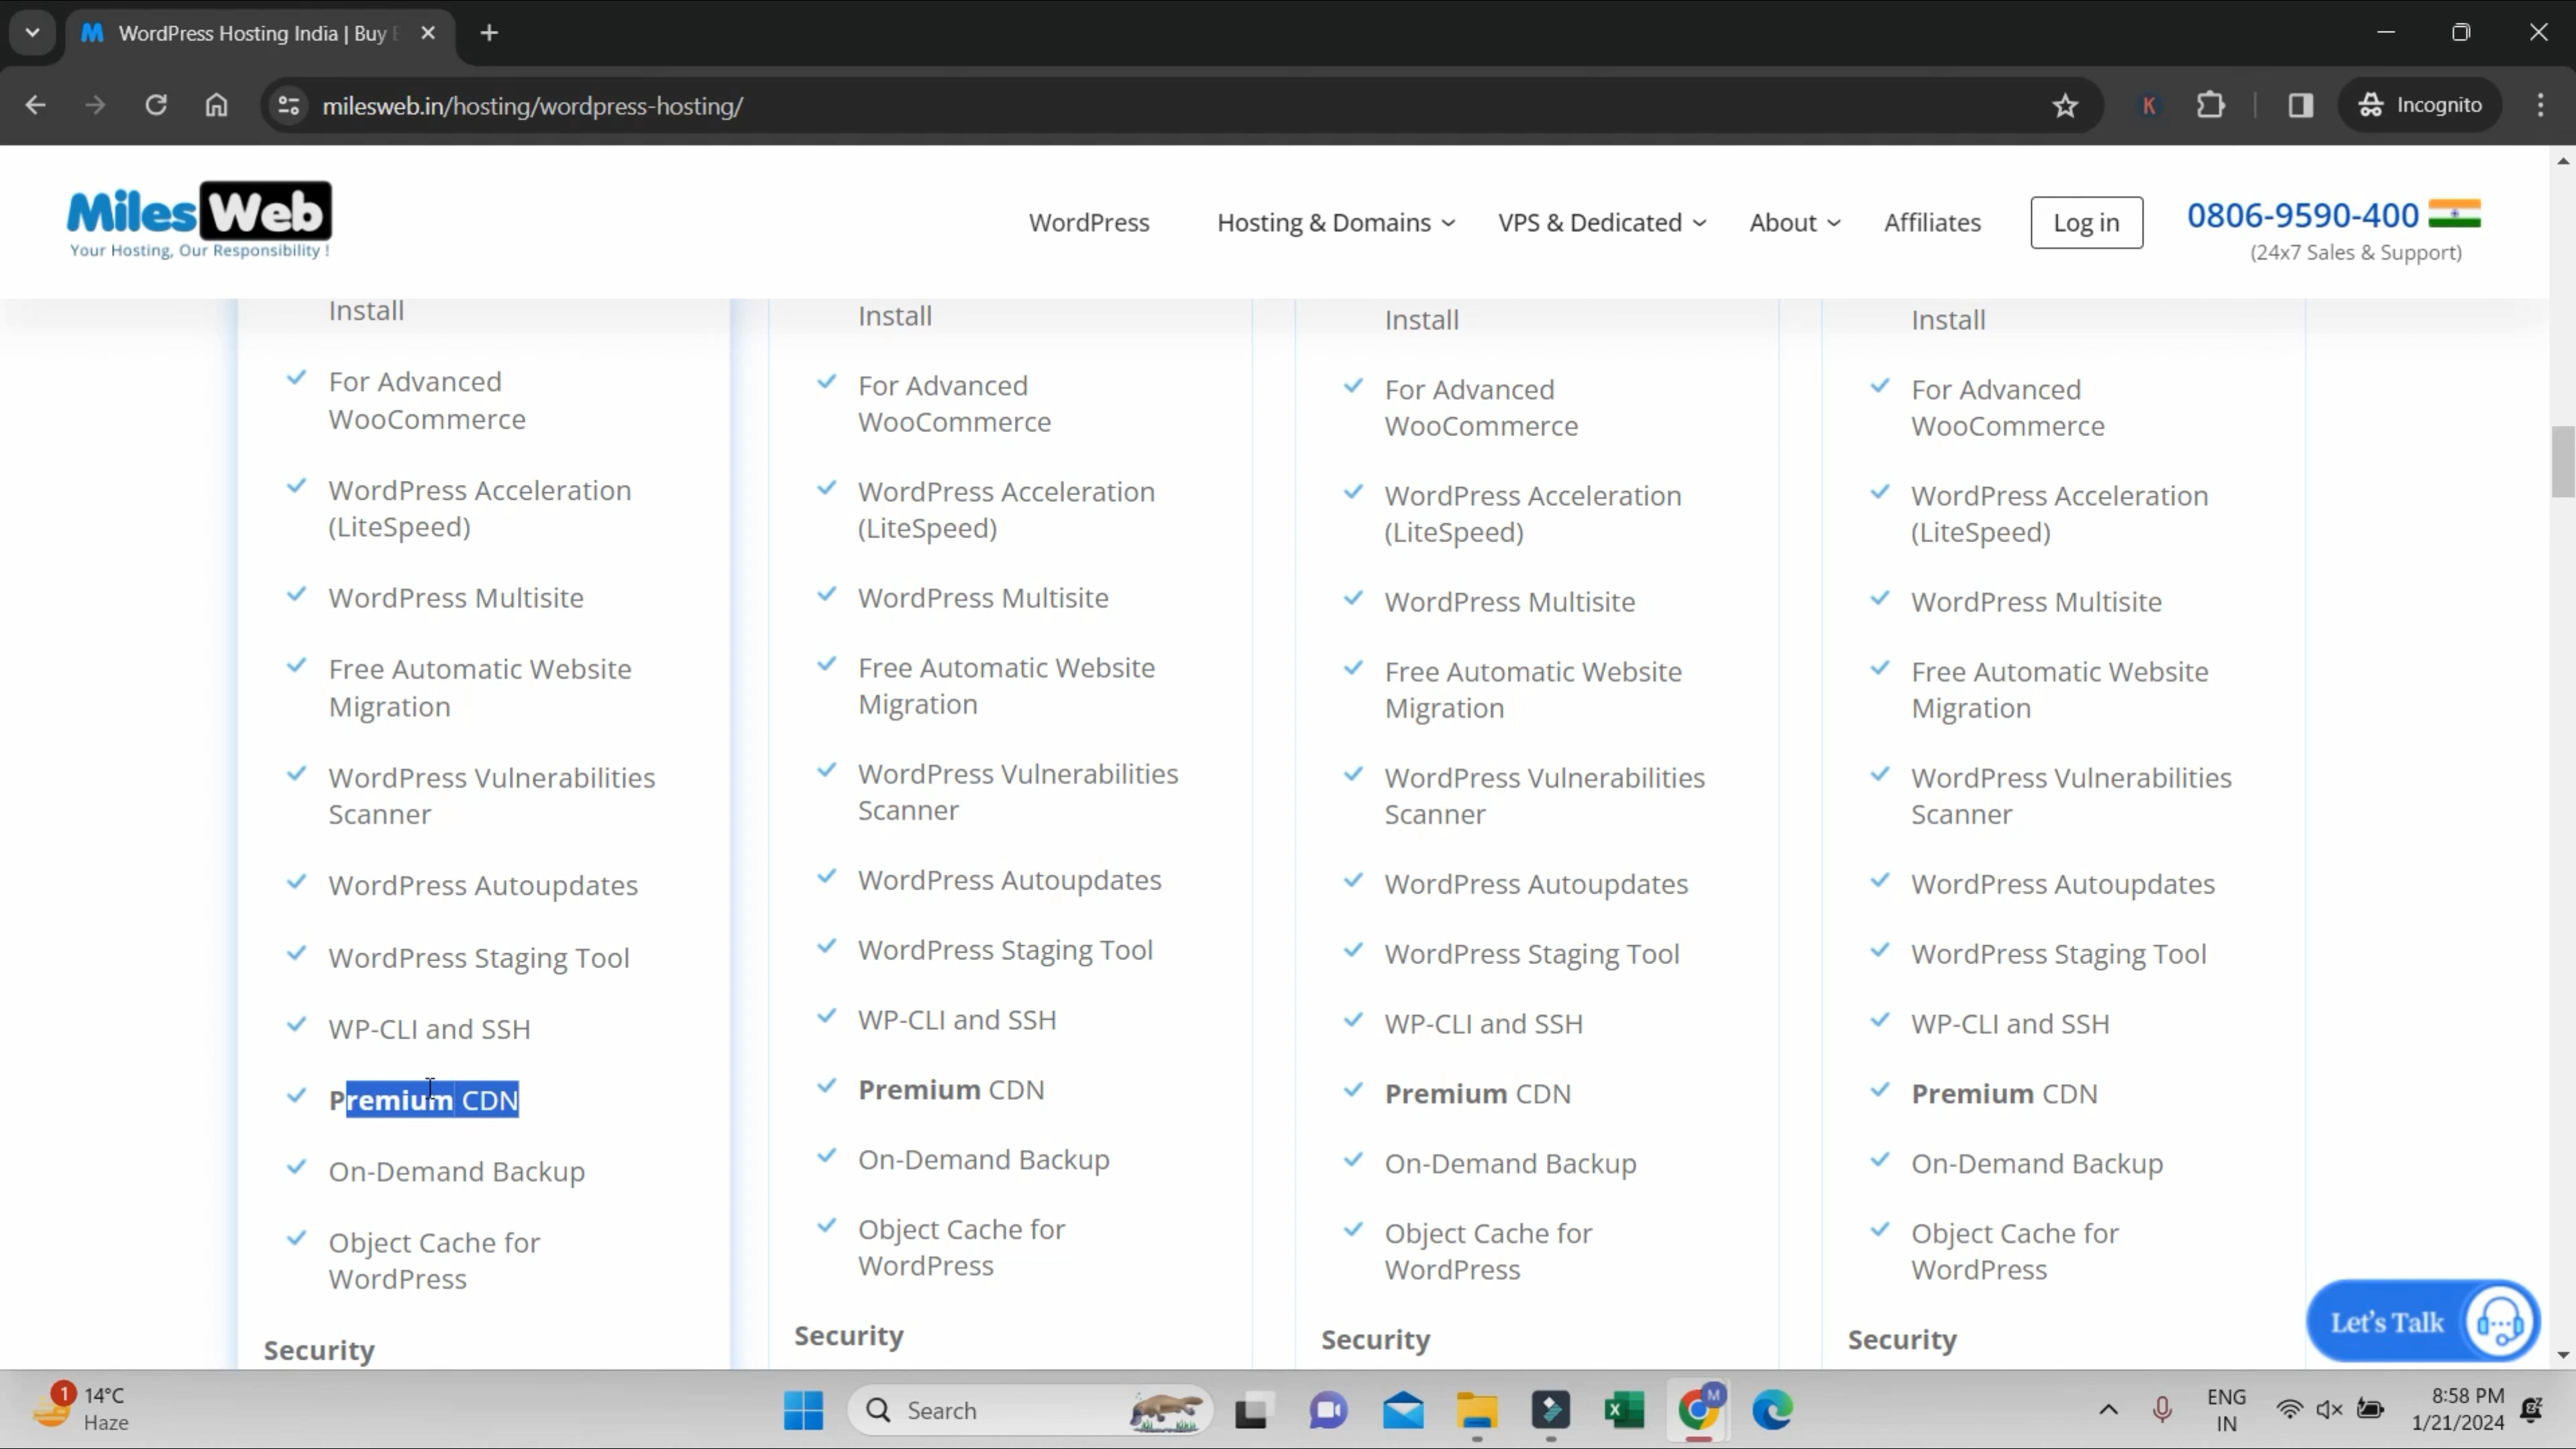 WordPress Hosting India | Buy
milesweb.in/hosting/wordpress-hosting/
K
Incognito
MilesWeb
Your Hosting, Our Responsibility !
WordPress
Hosting & Domains
VPS & Dedicated
About
Affiliates
Log in
0806-9590-400
(24x7 Sales & Support)
Install
For Advanced
WooCommerce
WordPress Acceleration
(LiteSpeed)
WordPress Multisite
Free Automatic Website
Migration
WordPress Vulnerabilities
Scanner
WordPress Autoupdates
WordPress Staging Tool
WP-CLI and SSH
Premium CDN
On-Demand Backup
Object Cache for
WordPress
Security
Install
For Advanced
WooCommerce
WordPress Acceleration
(LiteSpeed)
WordPress Multisite
Free Automatic Website
Migration
WordPress Vulnerabilities
Scanner
WordPress Autoupdates
WordPress Staging Tool
WP-CLI and SSH
Premium CDN
On-Demand Backup
Object Cache for
WordPress
Security
Install
For Advanced
WooCommerce
WordPress Acceleration
(LiteSpeed)
WordPress Multisite
Free Automatic Website
Migration
WordPress Vulnerabilities
Scanner
WordPress Autoupdates
WordPress Staging Tool
WP-CLI and SSH
Premium CDN
On-Demand Backup
Object Cache for
WordPress
Security
Install
For Advanced
WooCommerce
WordPress Acceleration
(LiteSpeed)
WordPress Multisite
Free Automatic Website
Migration
WordPress Vulnerabilities
Scanner
WordPress Autoupdates
WordPress Staging Tool
WP-CLI and SSH
Premium CDN
On-Demand Backup
Object Cache for
WordPress
Security
Let's Talk
1
14°C
Haze
Search
M
ENG
IN
8:58 PM
1/21/2024